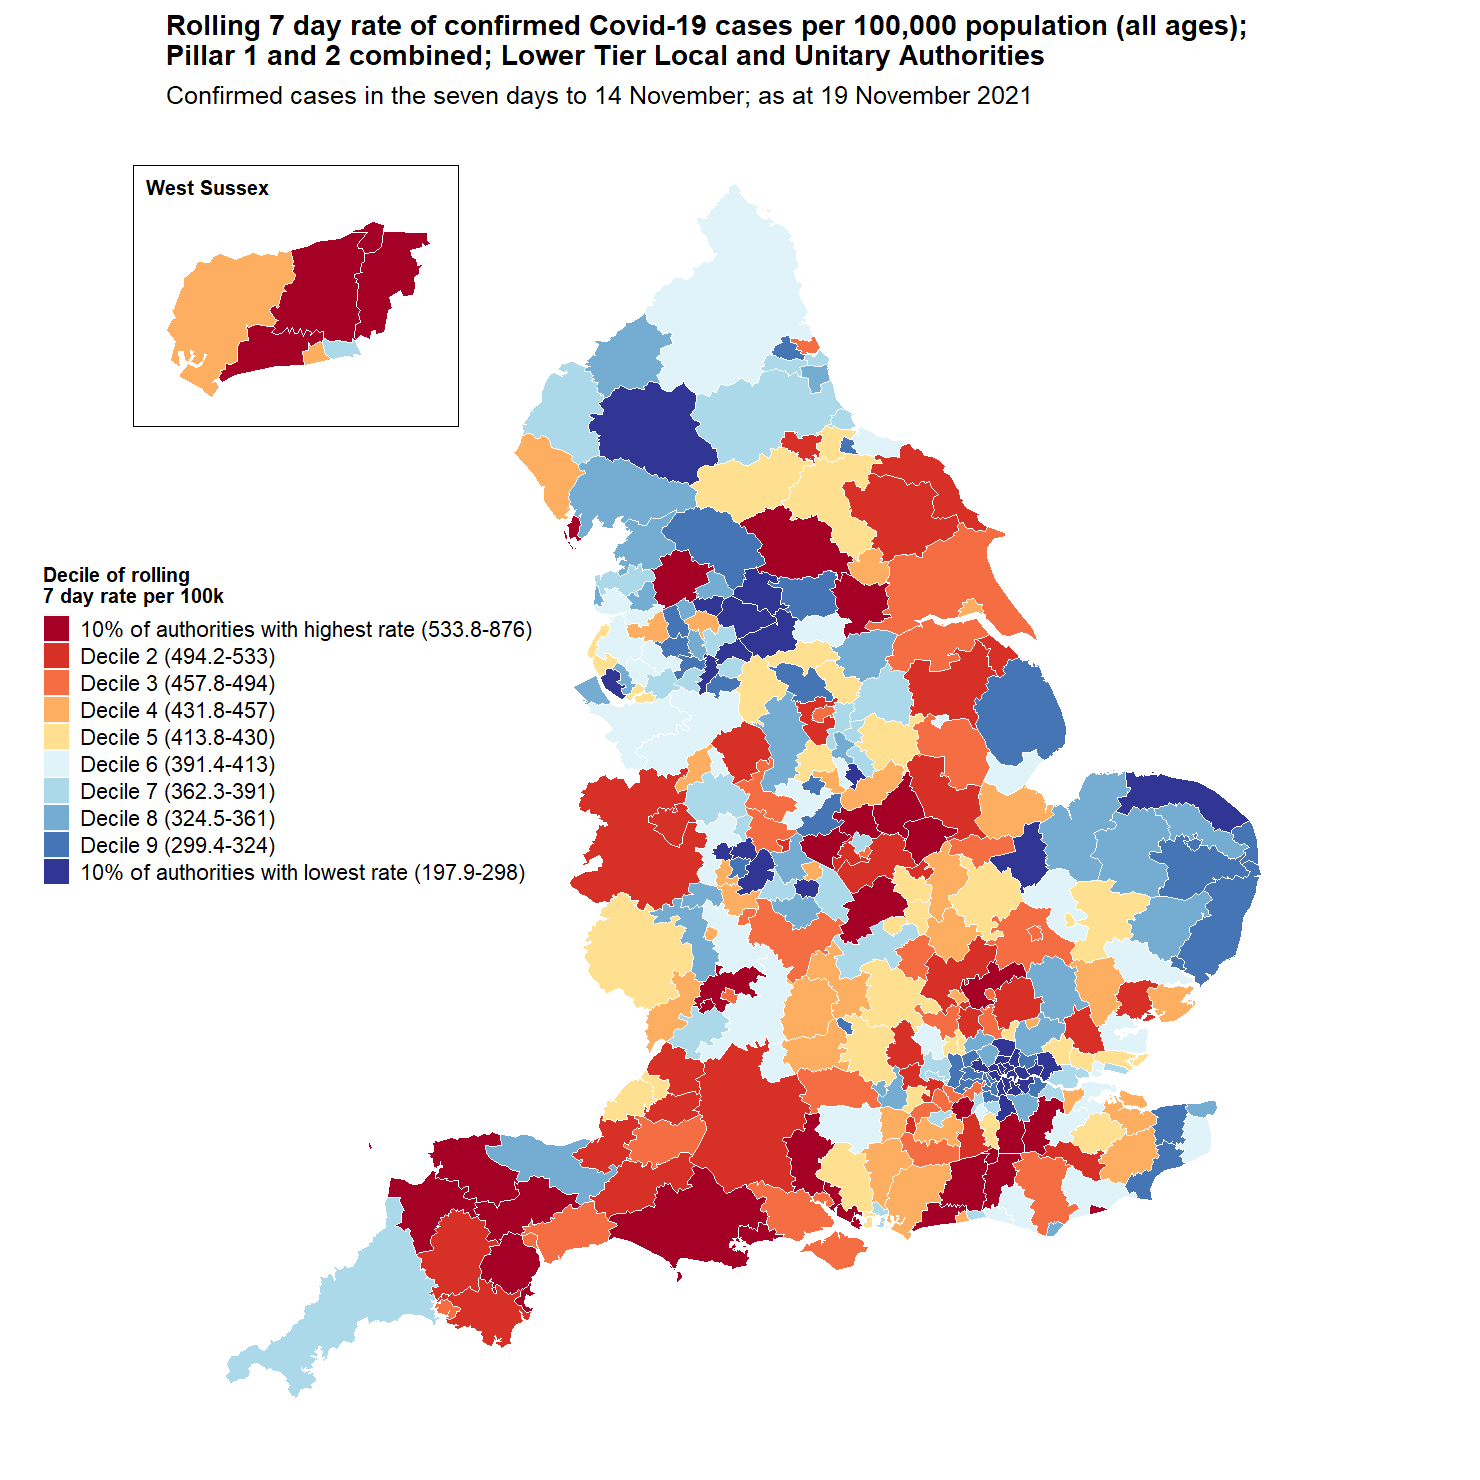 Rolling 7 day rate of confirmed Covid-19 cases per 100,000 population (all ages);
Pillar 1 and 2 combined; Lower Tier Local and Unitary Authorities
Confirmed cases in the seven days to 14 November; as at 19 November 2021
West Sussex
Decile of rolling
7 day rate per 100k
10% of authorities with highest rate (533.8-876)
Decile 2 (494.2-533)
Decile 3 (457.8-494)
Decile 4 (431.8-457)
Decile 5 (413.8-430)
Decile 6 (391.4-413)
Decile 7 (362.3-391)
Decile 8 (324.5-361)
Decile 9 (299.4-324)
10% of authorities with lowest rate (197.9-298)